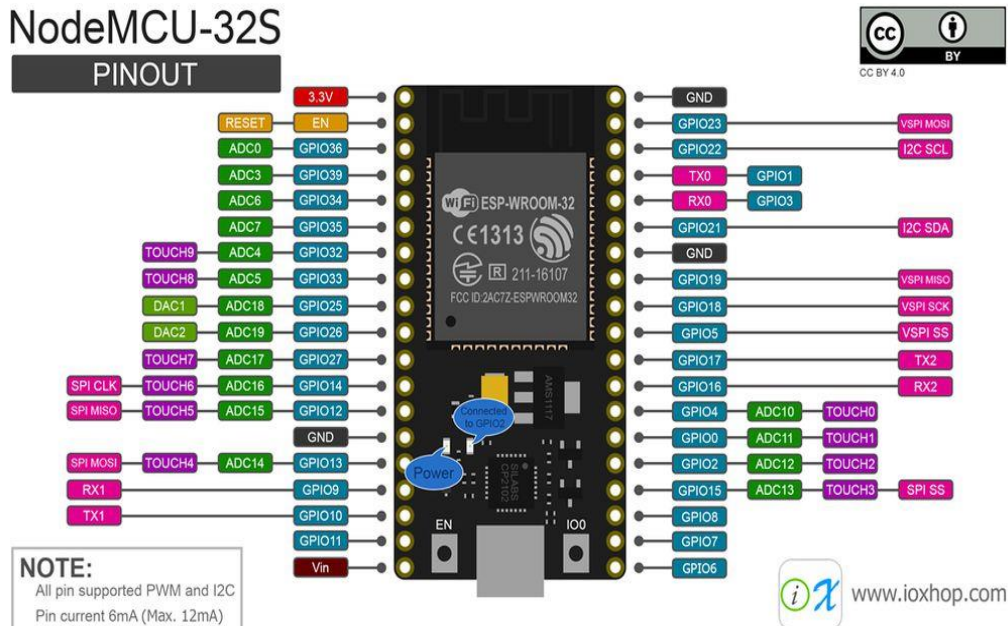 NodeMCU-32S
PINOUT
cc BY
CC BY 4.0
3.3V GND
RESET EN GPIO23 VSPI MOSI
ADC0 GPIO36 GPIO22 I2C SCL
ADC3 GPIO39 TX0 GPIO1
ADC6 GPIO34 RX0 GPIO3
ADC7 GPIO35 GPIO21 I2C SDA
TOUCH9 ADC4 GPIO32 GND
TOUCH8 ADC5 GPIO33 GPIO19 VSPI MISO
DAC1 ADC18 GPIO25 GPIO18 VSPI SCK
DAC2 ADC19 GPIO26 GPIO5 VSPI SS
TOUCH7 ADC17 GPIO27 GPIO17 TX2
SPI CLK TOUCH6 ADC16 GPIO14 GPIO16 RX2
SPI MISO TOUCH5 ADC15 GPIO12 GPIO4 ADC10 TOUCH0
GND GPIO0 ADC11 TOUCH1
SPI MOSI TOUCH4 ADC14 GPIO13 GPIO2 ADC12 TOUCH2
RX1 GPIO9 GPIO15 ADC13 TOUCH3 SPI SS
TX1 GPIO10 GPIO8
GPIO11 GPIO7
Vin GPIO6
WiFi ESP-WROOM-32
CE1313
R 211-16107
FCC ID:2AC7Z-ESPWROOM32
AMS1117
Connected
to GPIO2
Power
SILABS
CP2102
EN IO0
NOTE:
All pin supported PWM and I2C
Pin current 6mA (Max. 12mA)
iX www.ioxhop.com